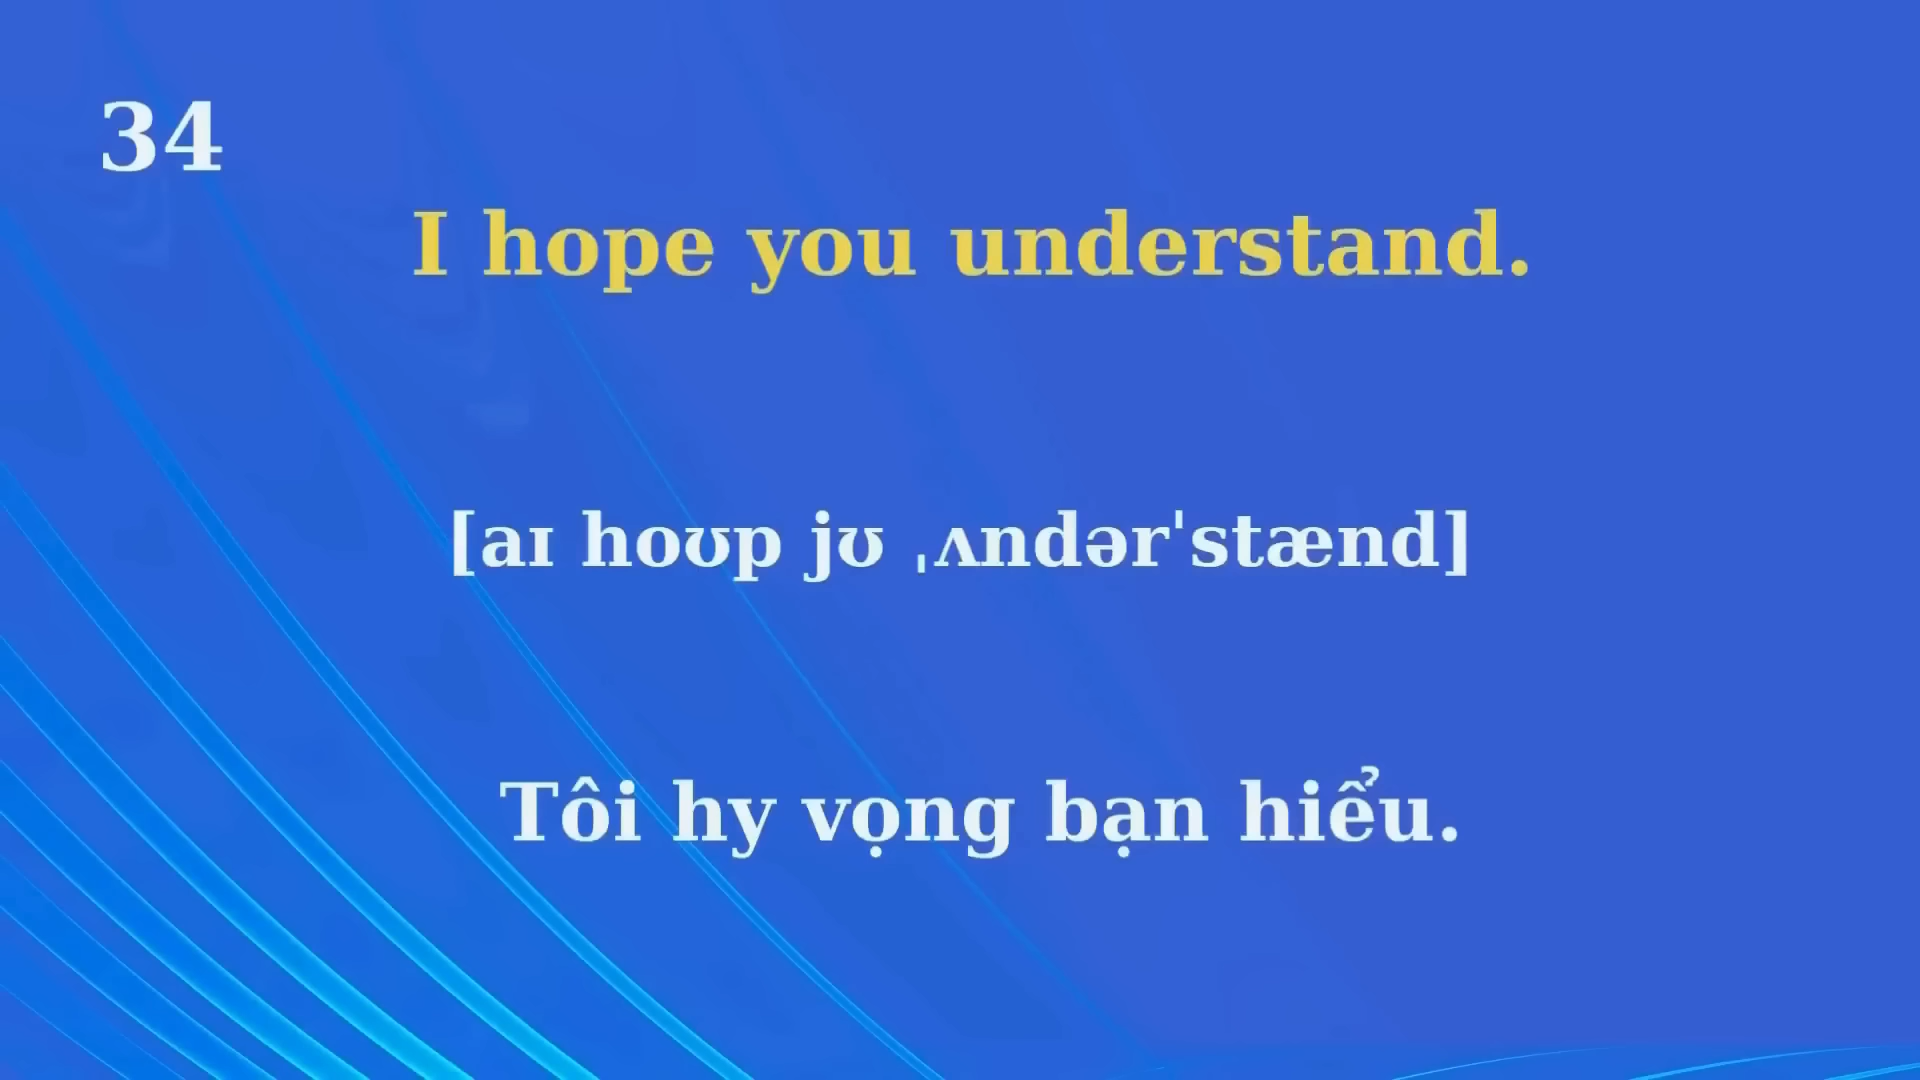 34
I hope you understand.
[aɪ hoʊp jʊ ˌʌndərˈstænd]
Tôi hy vọng bạn hiểu.